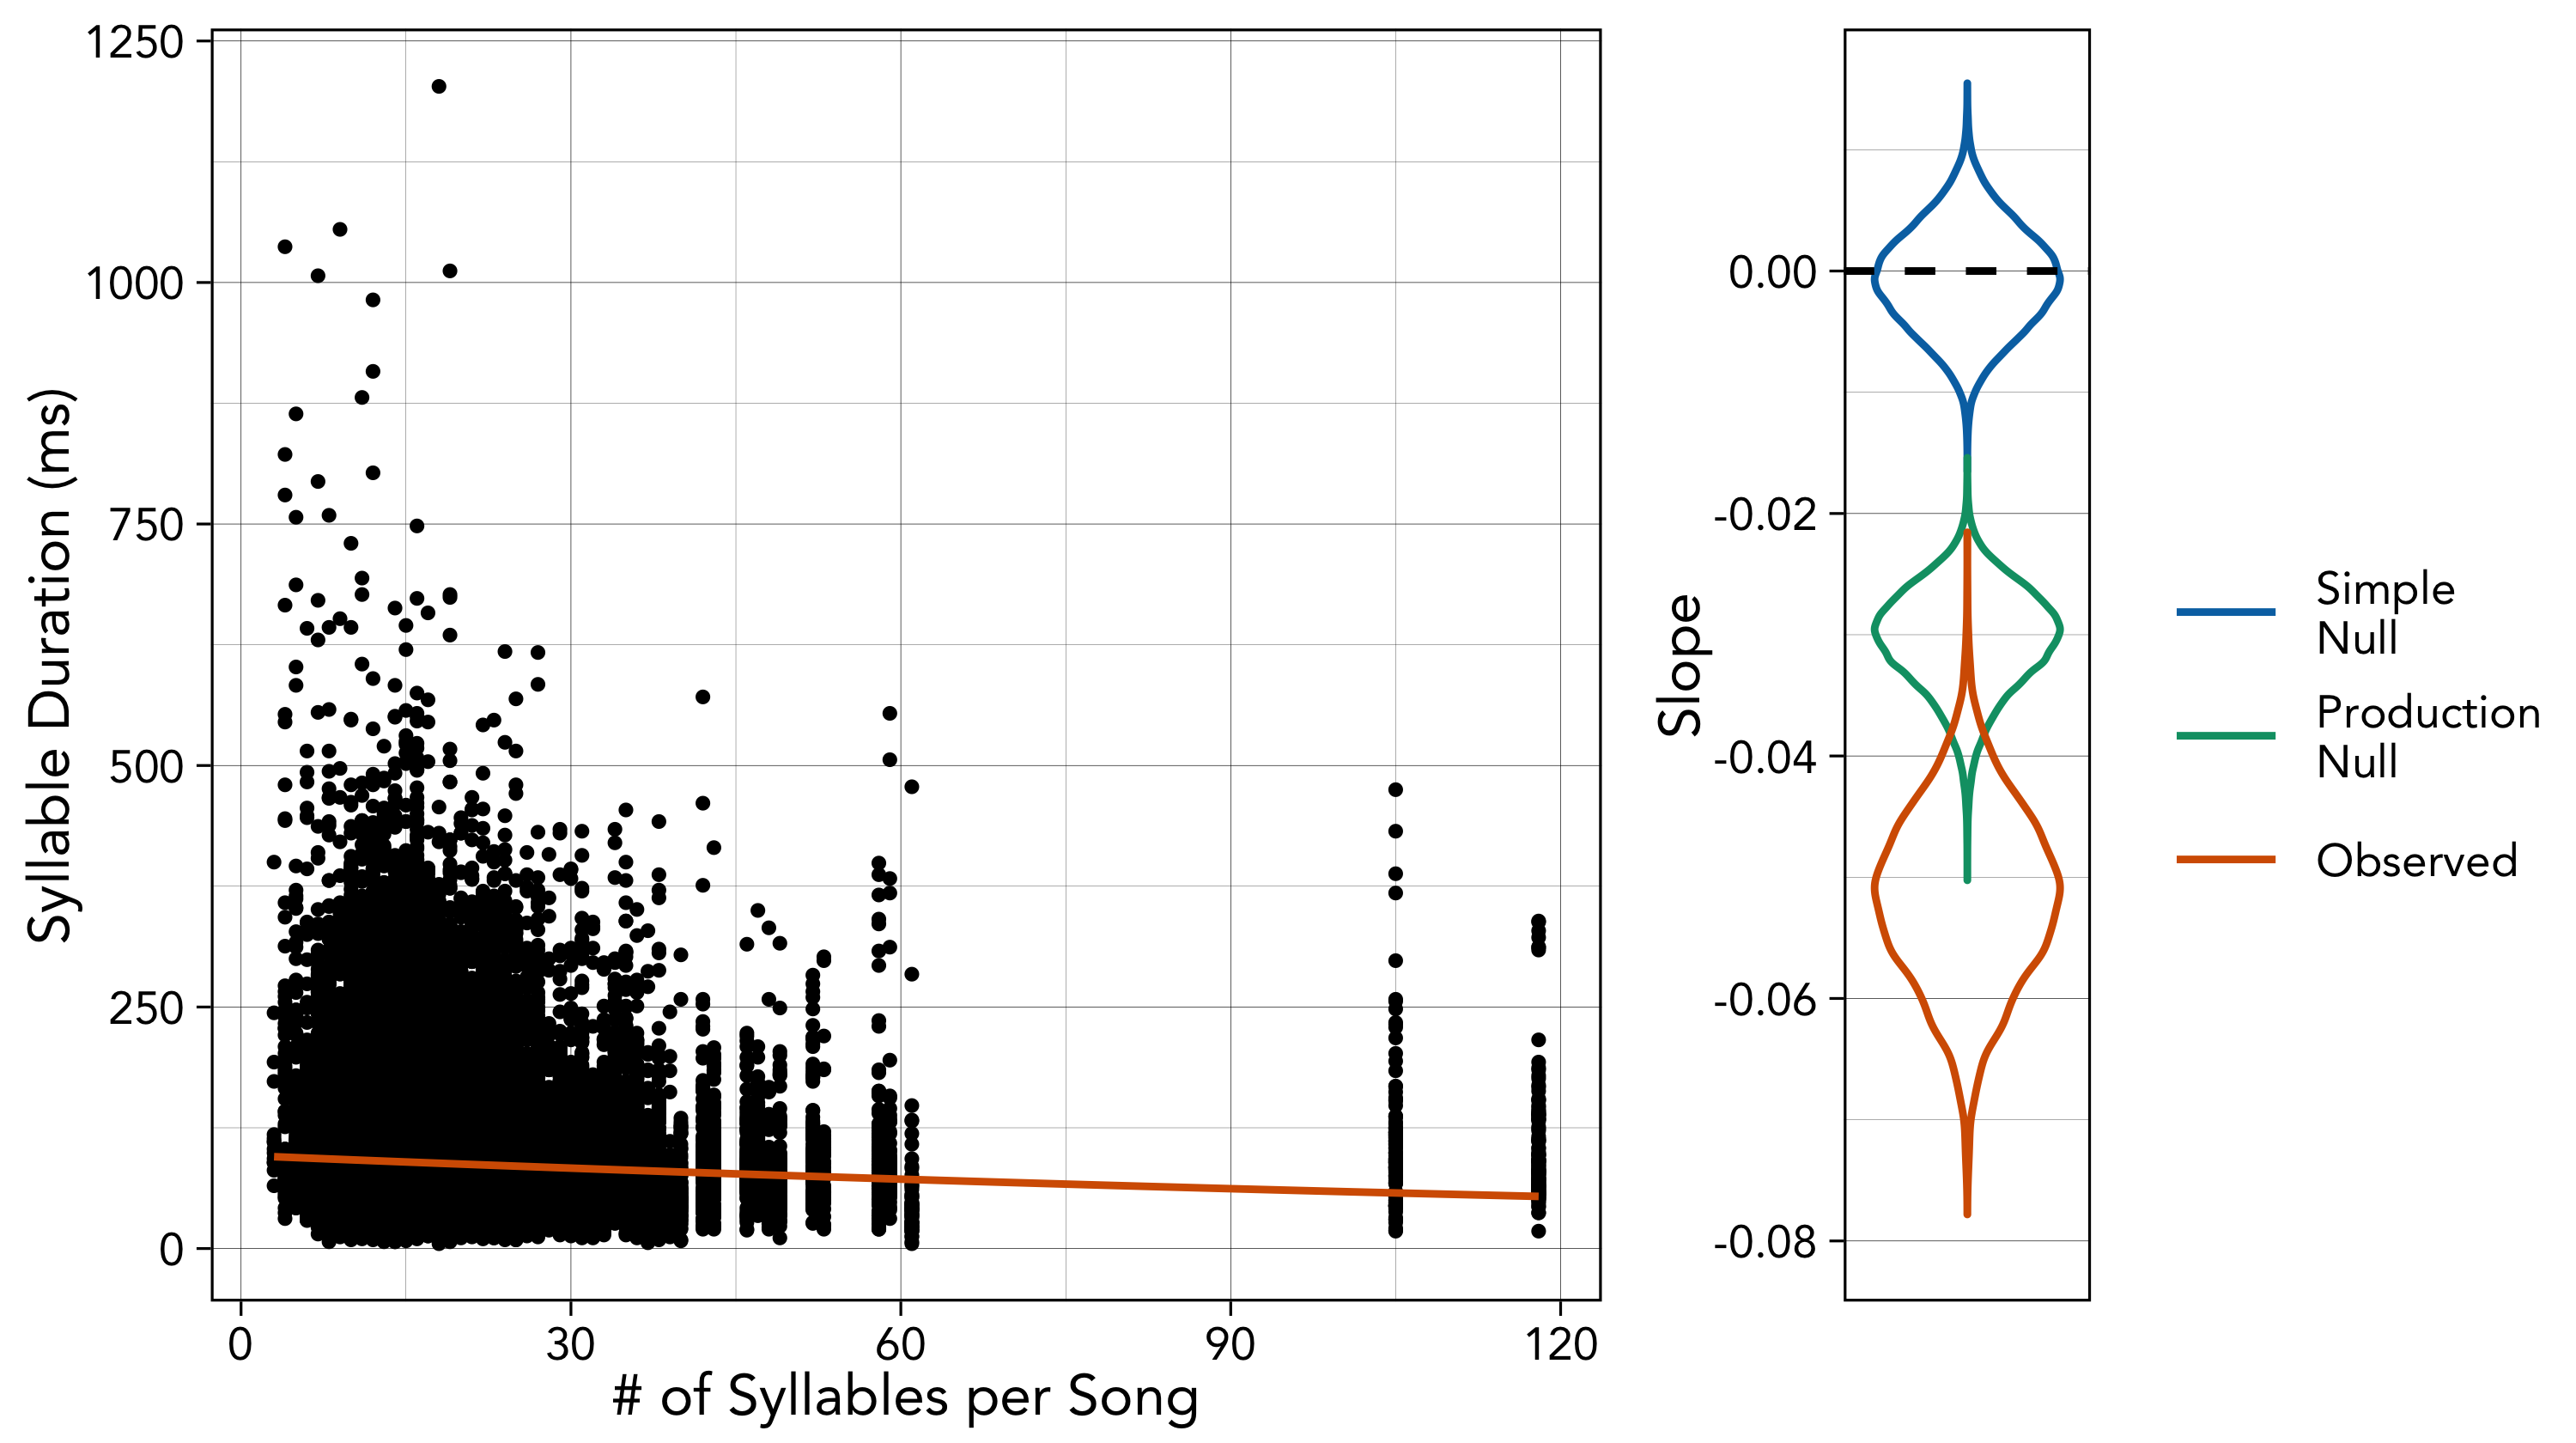 1250
1000
750
500
250
0
Syllable Duration (ms)
0 30 60 90 120
# of Syllables per Song
0.00
-0.02
-0.04
-0.06
-0.08
Slope
Simple
Null
Production
Null
Observed